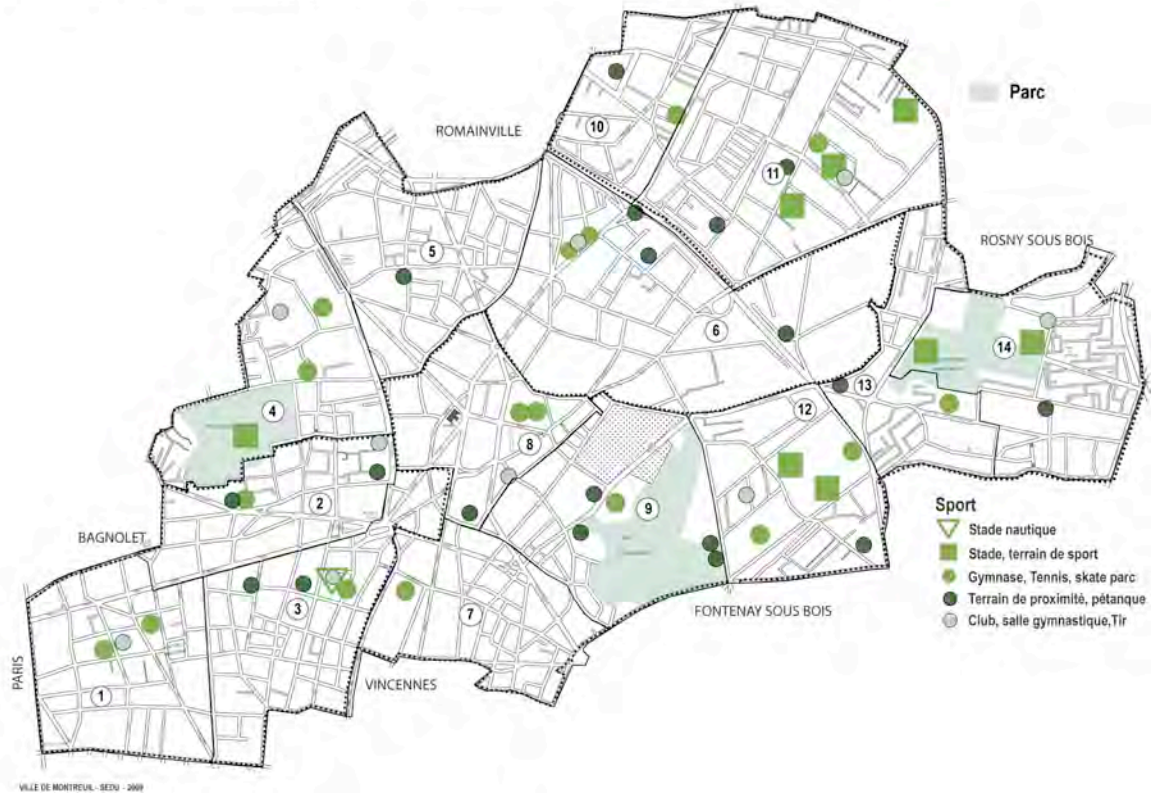 Parc
ROMAINVILLE
10
11
ROSNY SOUS BOIS
5
6
14
13
4
12
8
2
9
BAGNOLET
Sport
Stade nautique
Stade, terrain de sport
Gymnase, Tennis, skate parc
Terrain de proximité, pétanque
Club, salle gymnastique,Tir
3
7
FONTENAY SOUS BOIS
PARIS
1
VINCENNES
VILLE DE MONTREUIL - SEDU - 2009